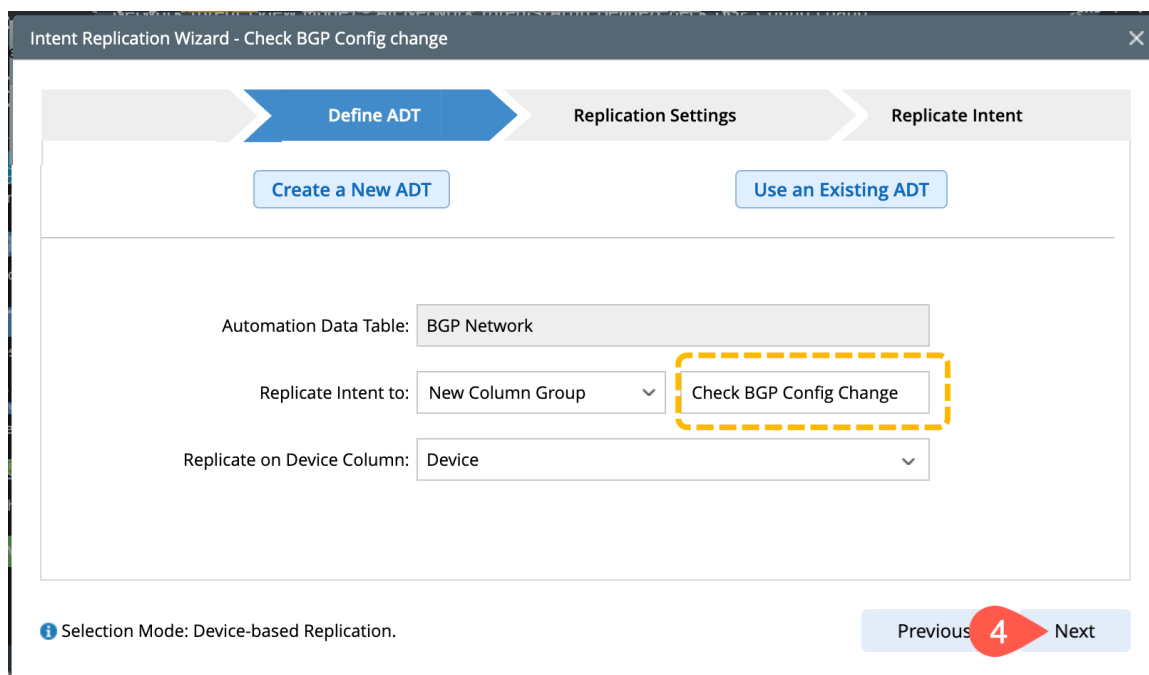 Intent Replication Wizard - Check BGP Config change
Define ADT
Replication Settings
Replicate Intent
Create a New ADT
Use an Existing ADT
Automation Data Table: BGP Network
Replicate Intent to: New Column Group Check BGP Config Change
Replicate on Device Column: Device
Selection Mode: Device-based Replication.
Previous 4 Next